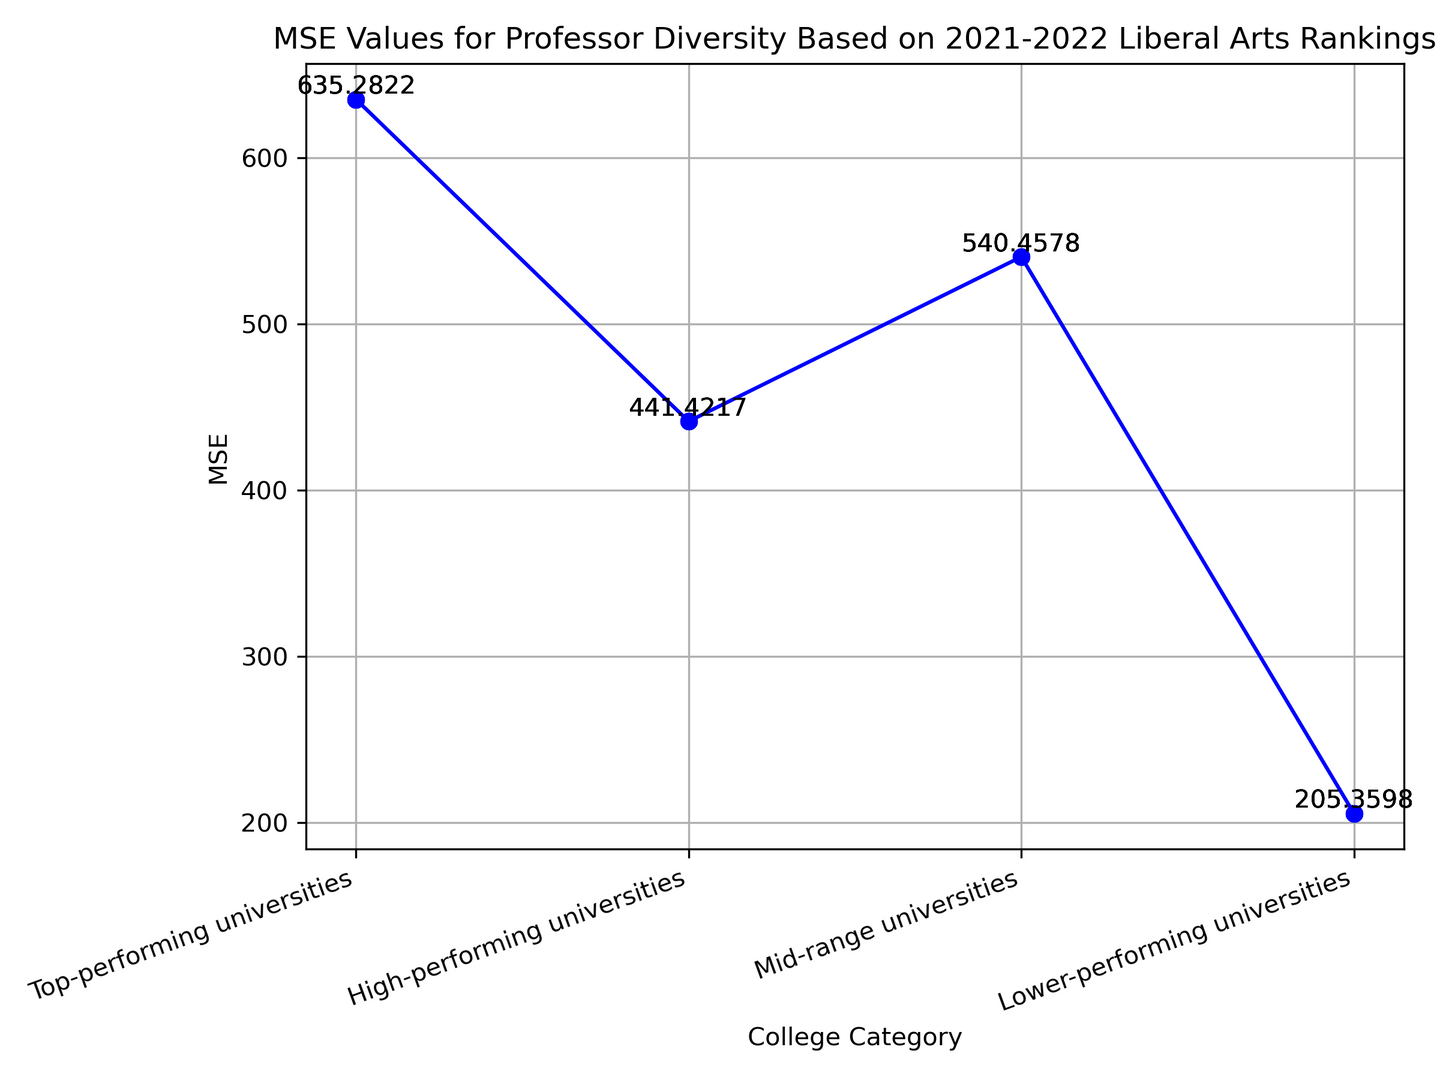 MSE Values for Professor Diversity Based on 2021-2022 Liberal Arts Rankings
635.2822
600
540.4578
500
441.4217
MSE
400
300
205.3598
200
Top-performing universities
High-performing universities
Mid-range universities
Lower-performing universities
College Category